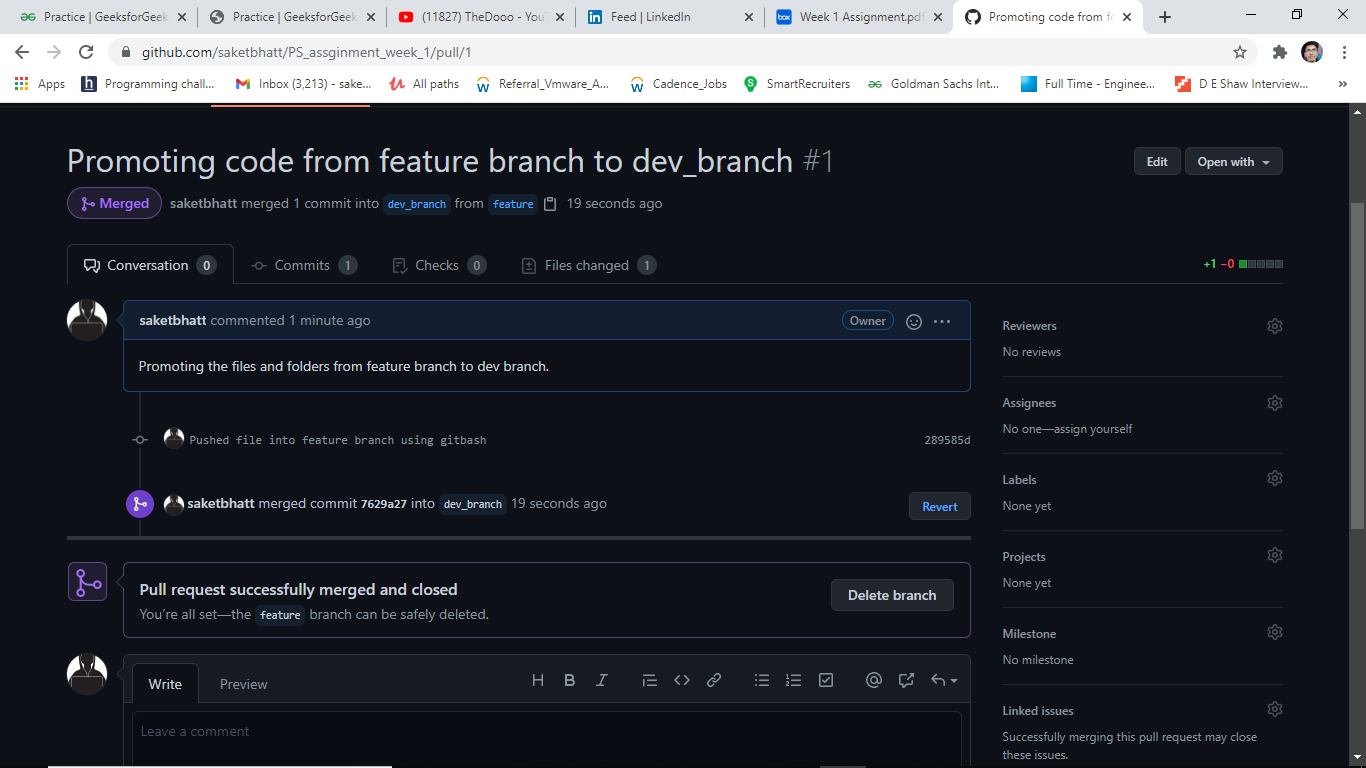 Practice | GeeksforGeek
Practice | GeeksforGeek
(11827) TheDooo - You
Feed | LinkedIn
box
Week 1 Assignment.pdf
Promoting code from fe
github.com/saketbhatt/PS_assginment_week_1/pull/1
Apps
Programming chall...
Inbox (3,213) - sake...
All paths
Referral_Vmware_A...
Cadence_Jobs
SmartRecruiters
Goldman Sachs Int...
Full Time - Enginee...
D E Shaw Interview...
»
Promoting code from feature branch to dev_branch #1
Edit
Open with
Merged
saketbhatt merged 1 commit into dev_branch from feature 19 seconds ago
Conversation 0
Commits 1
Checks 0
Files changed 1
+1 −0
saketbhatt commented 1 minute ago
Owner
Promoting the files and folders from feature branch to dev branch.
Pushed file into feature branch using gitbash
289585d
saketbhatt merged commit 7629a27 into dev_branch 19 seconds ago
Revert
Pull request successfully merged and closed
You're all set—the feature branch can be safely deleted.
Delete branch
Write
Preview
Leave a comment
Reviewers
No reviews
Assignees
No one—assign yourself
Labels
None yet
Projects
None yet
Milestone
No milestone
Linked issues
Successfully merging this pull request may close
these issues.